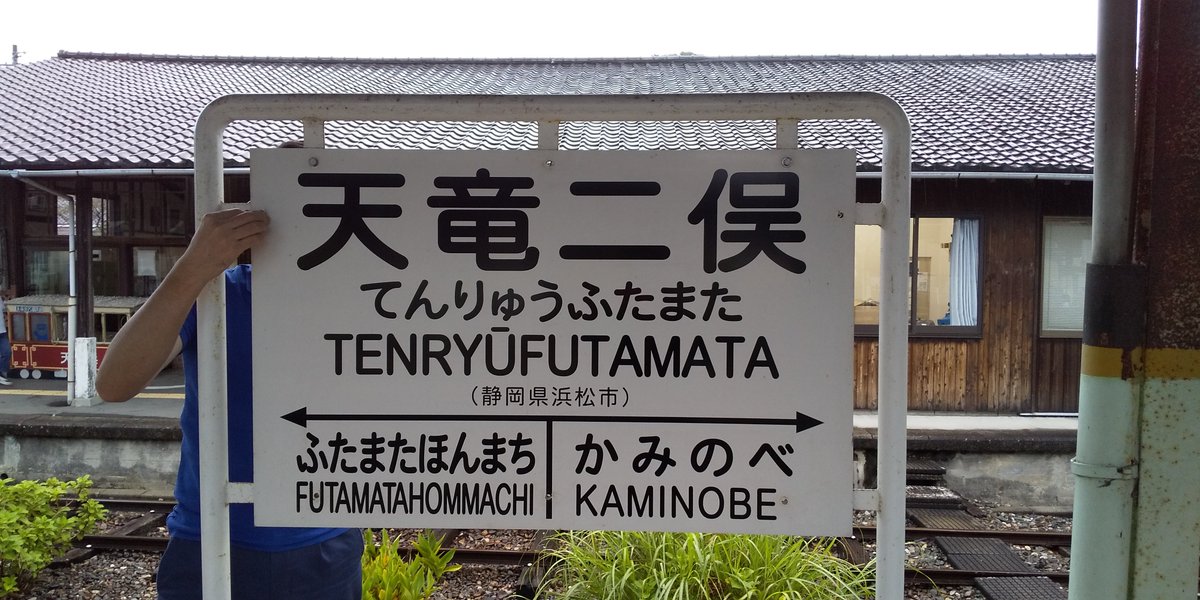 天竜二俣
てんりゅうふたまた
TENRYŪFUTAMATA
（静岡県浜松市）
ふたまたほんまち
FUTAMATAHOMMACHI
かみのべ
KAMINOBE
天